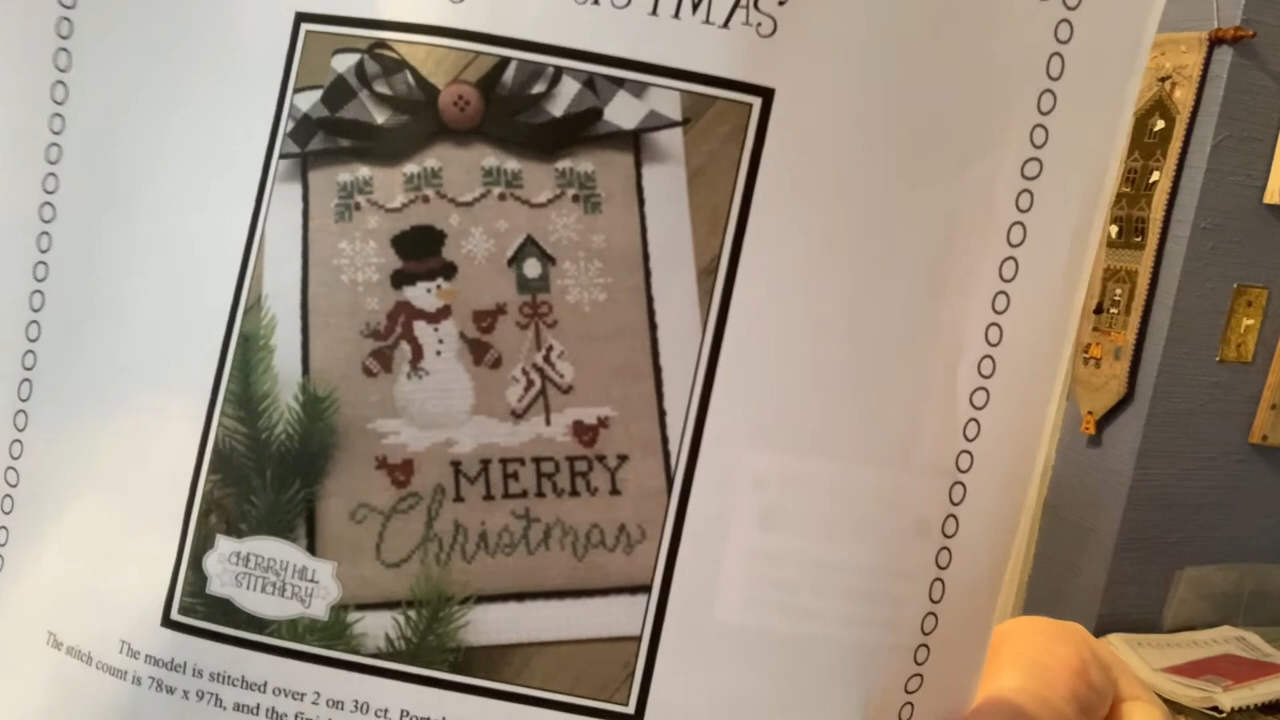 MERRY
Christmas
CHERRY HILL
STITCHERY
The model is stitched over 2 on 30 ct.
The stitch count is 78w x 97h, and the